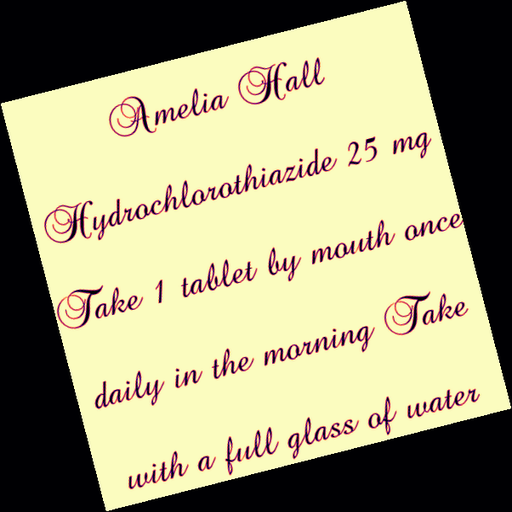 Amelia Hall
Hydrochlorothiazide 25 mg
Take 1 tablet by mouth once
daily in the morning Take
with a full glass of water